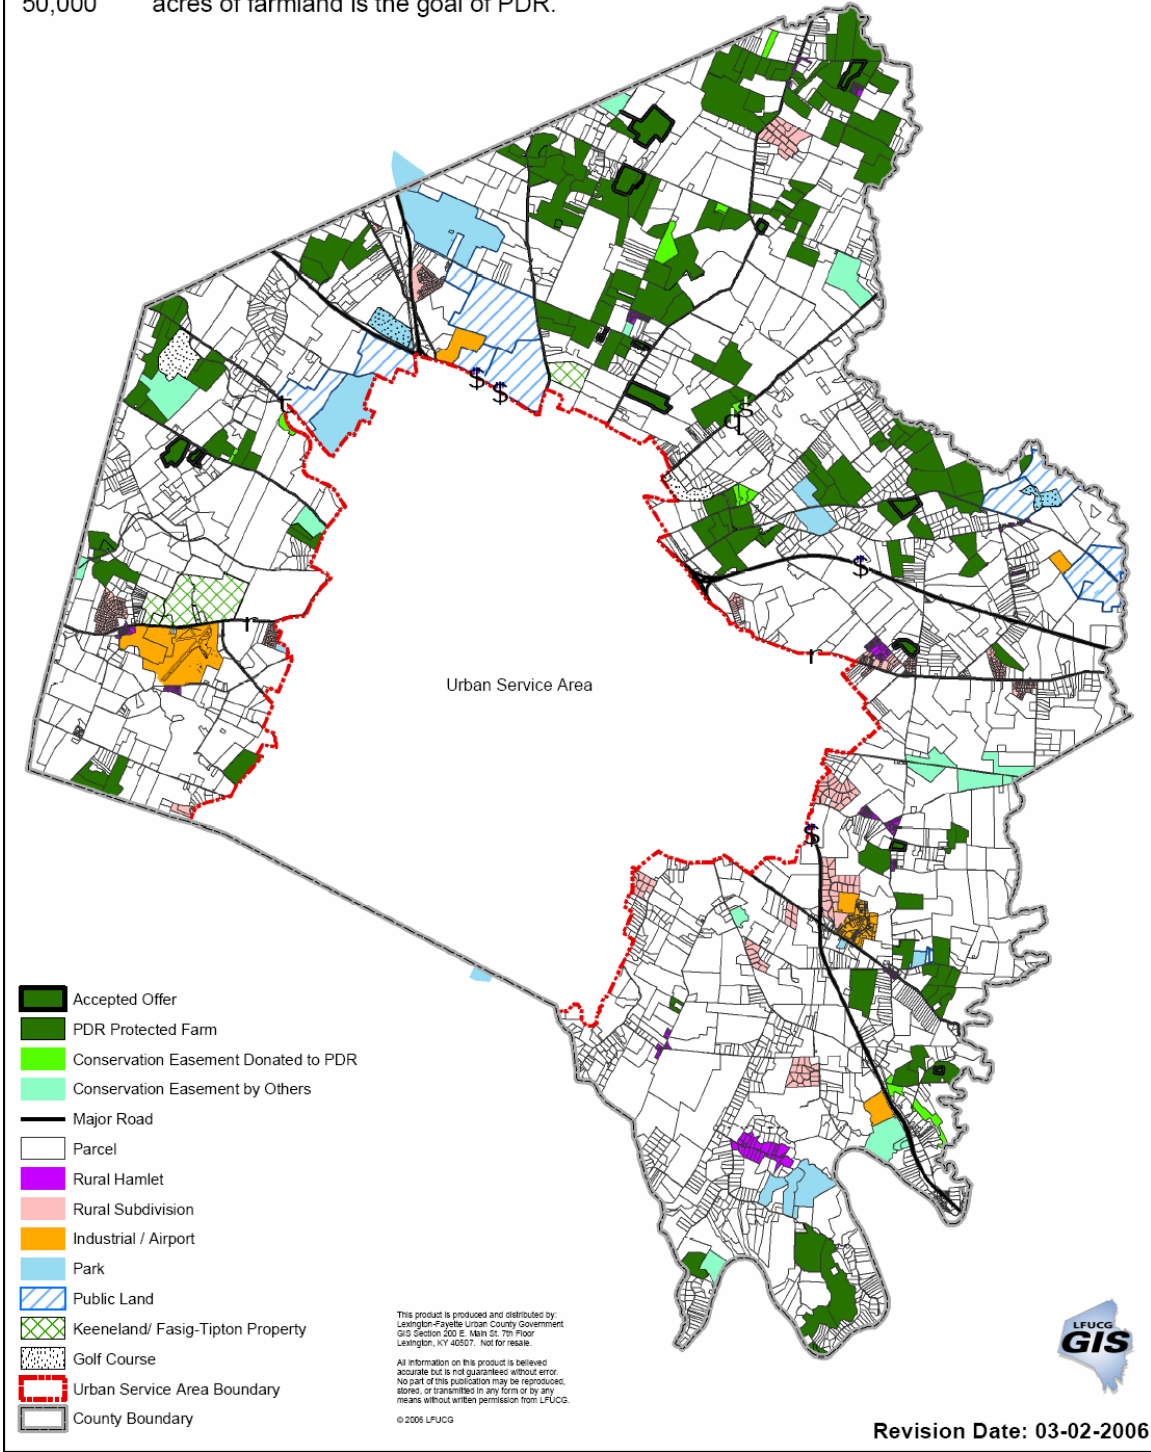 50,000 acres of farmland is the goal of PDR.
$
$
t
s
q
$
r
r
Urban Service Area
$
Accepted Offer
PDR Protected Farm
Conservation Easement Donated to PDR
Conservation Easement by Others
Major Road
Parcel
Rural Hamlet
Rural Subdivision
Industrial / Airport
Park
Public Land
Keeneland/ Fasig-Tipton Property
Golf Course
Urban Service Area Boundary
County Boundary
This product is produced and distributed by:
Lexington-Fayette Urban County Government
GIS Section 200 E. Main St. 7th Floor
Lexington, KY 40507. Not for resale.
All information on this product is believed
accurate but is not guaranteed without error.
No part of this publication may be reproduced,
stored, or transmitted in any form or by any
means without written permission from LFUCG.
© 2006 LFUCG
LFUCG
GIS
Revision Date: 03-02-2006